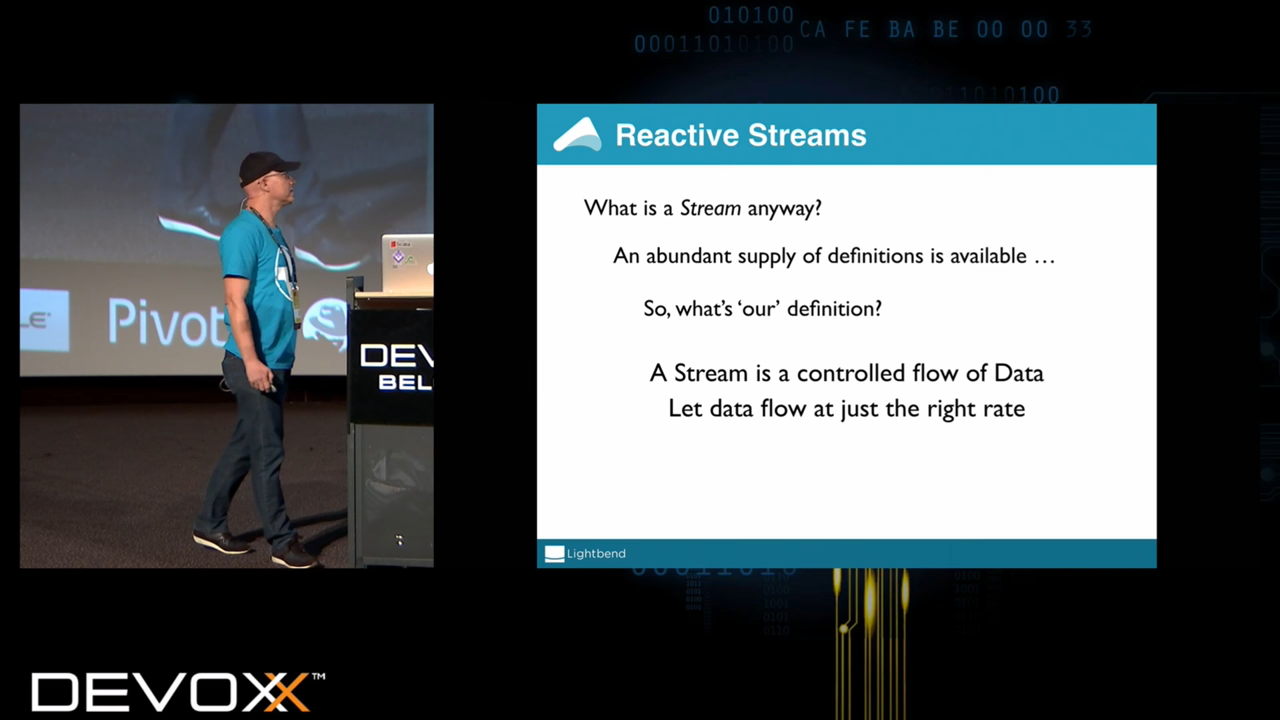 010100
00011010100
CA FE BA BE 00 00 33
11010100
Pivot
DEV
BEL
Reactive Streams
What is a Stream anyway?
An abundant supply of definitions is available …
So, what's 'our' definition?
A Stream is a controlled flow of Data
Let data flow at just the right rate
Lightbend
DEVOXX™